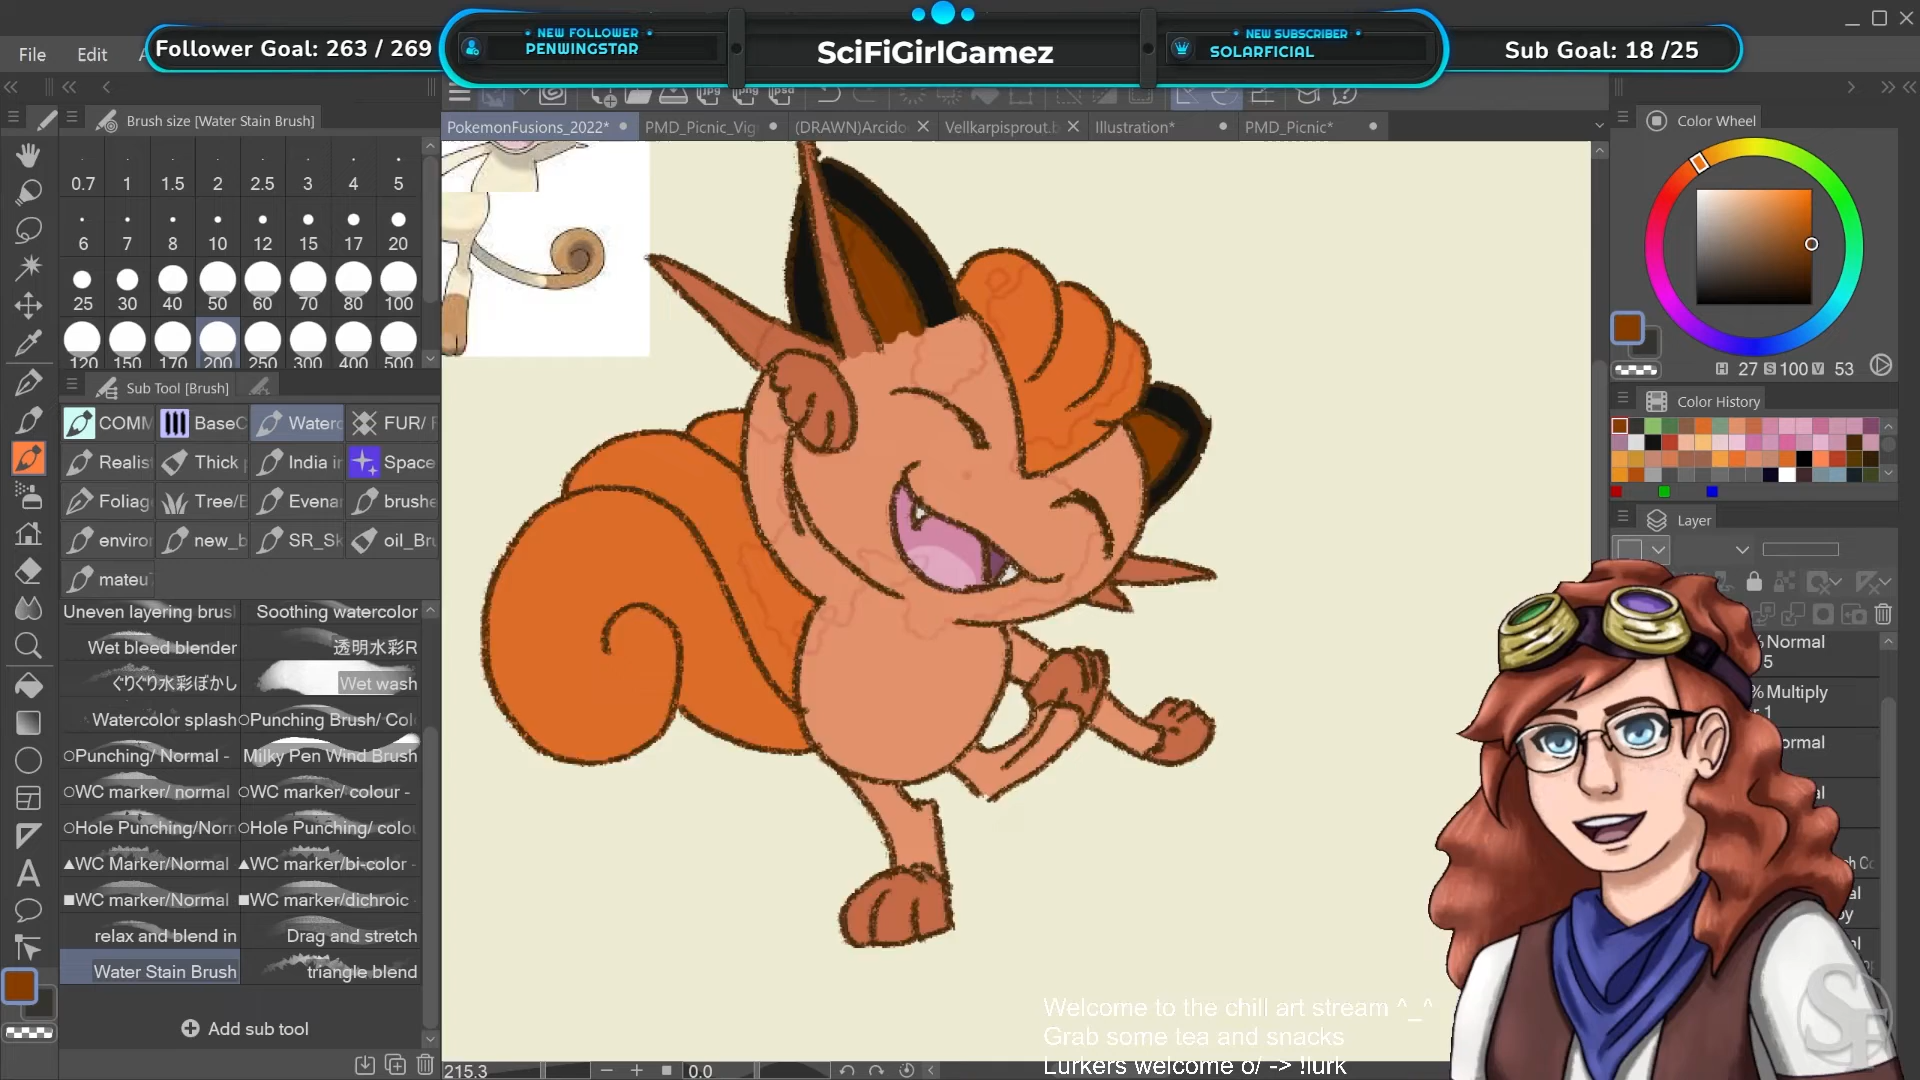 Follower Goal: 263 / 269
NEW FOLLOWER
PENWINGSTAR
SciFiGirlGamez
NEW SUBSCRIBER
SOLARFICIAL
Sub Goal: 18 /25
File Edit
Brush size [Water Stain Brush]
PokemonFusions_2022* PMD_Picnic_Vig (DRAWN)Arcido Vellkarpisprout.b Illustration* PMD_Picnic*
Color Wheel
0.7 1 1.5 2 2.5 3 4 5
6 7 8 10 12 15 17 20
25 30 40 50 60 70 80 100
120 150 170 200 250 300 400 500
H 27 S 100 V 53
Sub Tool [Brush]
Color History
COMM BaseC Waterc FUR/ F
Realis Thick India in Space
Foliag Tree/B Evena brushe
enviro new_b SR_Sk oil_Bru
mateu
Layer
Uneven layering brus Soothing watercolor
Wet bleed blender 透明水彩R
ぐりぐり水彩ぼかし Wet wash
Watercolor splash ○Punching Brush/ Col
○Punching/ Normal - Milky Pen Wind Brush
○WC marker/ normal ○WC marker/ colour -
○Hole Punching/Norn ○Hole Punching/ colou
▲WC Marker/Normal ▲WC marker/bi-color -
■WC marker/Normal ■WC marker/dichroic
relax and blend in Drag and stretch
Water Stain Brush triangle blend
Add sub tool
% Normal
5
% Multiply
r 1
ormal
Welcome to the chill art stream ^_^
Grab some tea and snacks
Lurkers welcome o/ -> !lurk
215.3 0.0
SF